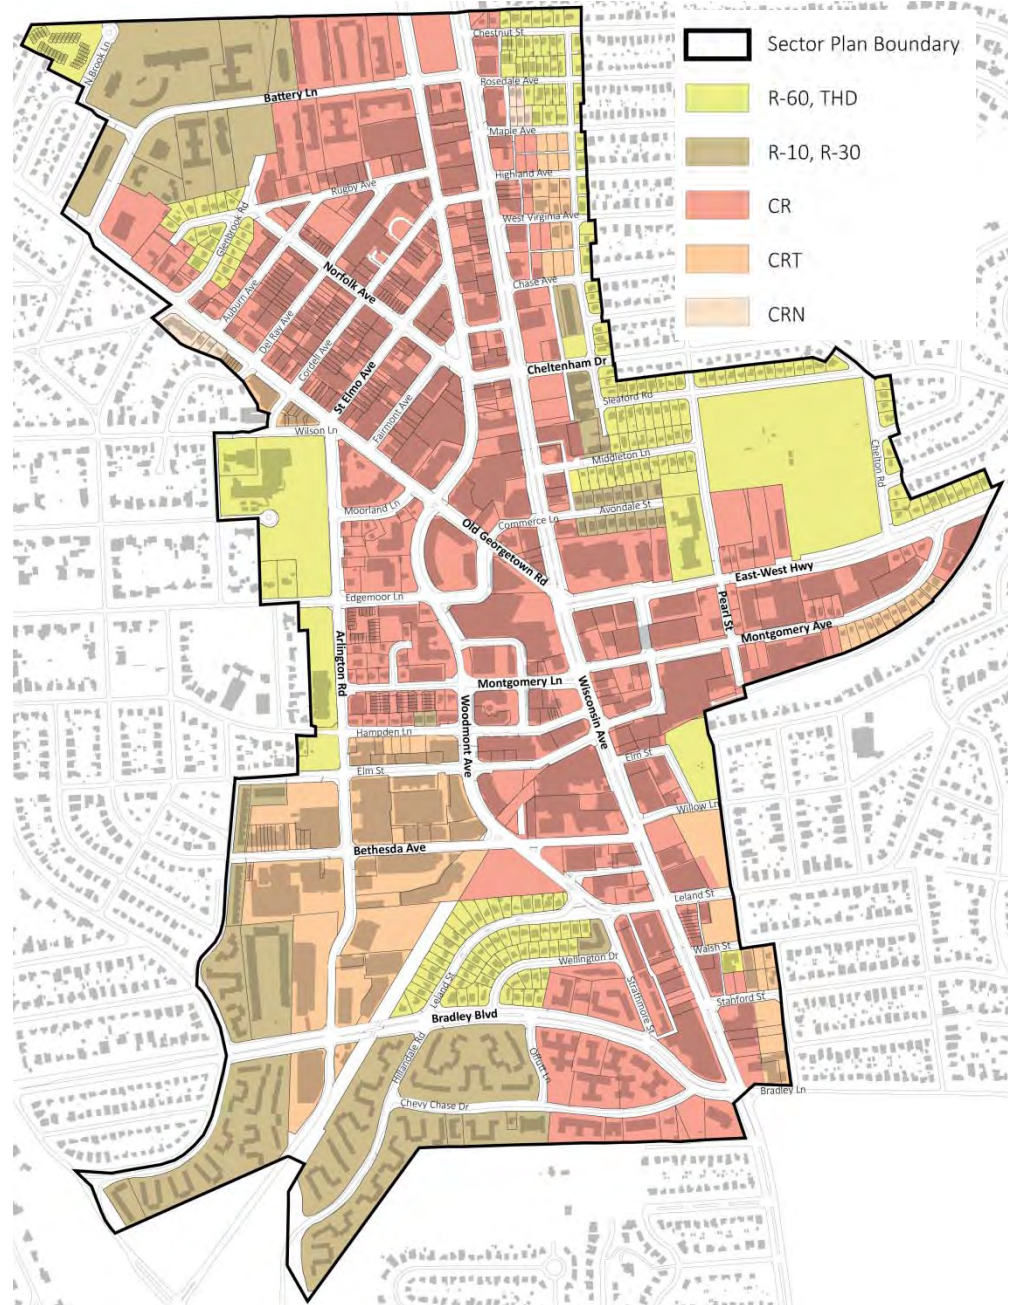 Sector Plan Boundary
R-60, THD
R-10, R-30
CR
CRT
CRN
Chestnut St
N Brook Ln
Rosedale Ave
Battery Ln
Maple Ave
Highland Ave
Rugby Ave
West Virginia Ave
Glenbrook Rd
Norfolk Ave
Chase Ave
Auburn Ave
Del Ray Ave
Cordell Ave
St Elmo Ave
Cheltenham Dr
Sleaford Rd
Fairmont Ave
Wilson Ln
Middleton Ln
Chelton Rd
Moorland Ln
Avondale St
Commerce Ln
Old Georgetown Rd
East-West Hwy
Edgemoor Ln
Pearl St
Montgomery Ave
Arlington Rd
Montgomery Ln
Wisconsin Ave
Woodmont Ave
Hampden Ln
Elm St
Elm St
Willow Ln
Bethesda Ave
Leland St
Walsh St
Wellington Dr
Leland St
Strathmore St
Stanford St
Bradley Blvd
Hillandale Rd
Offutt Ln
Bradley Ln
Chevy Chase Dr